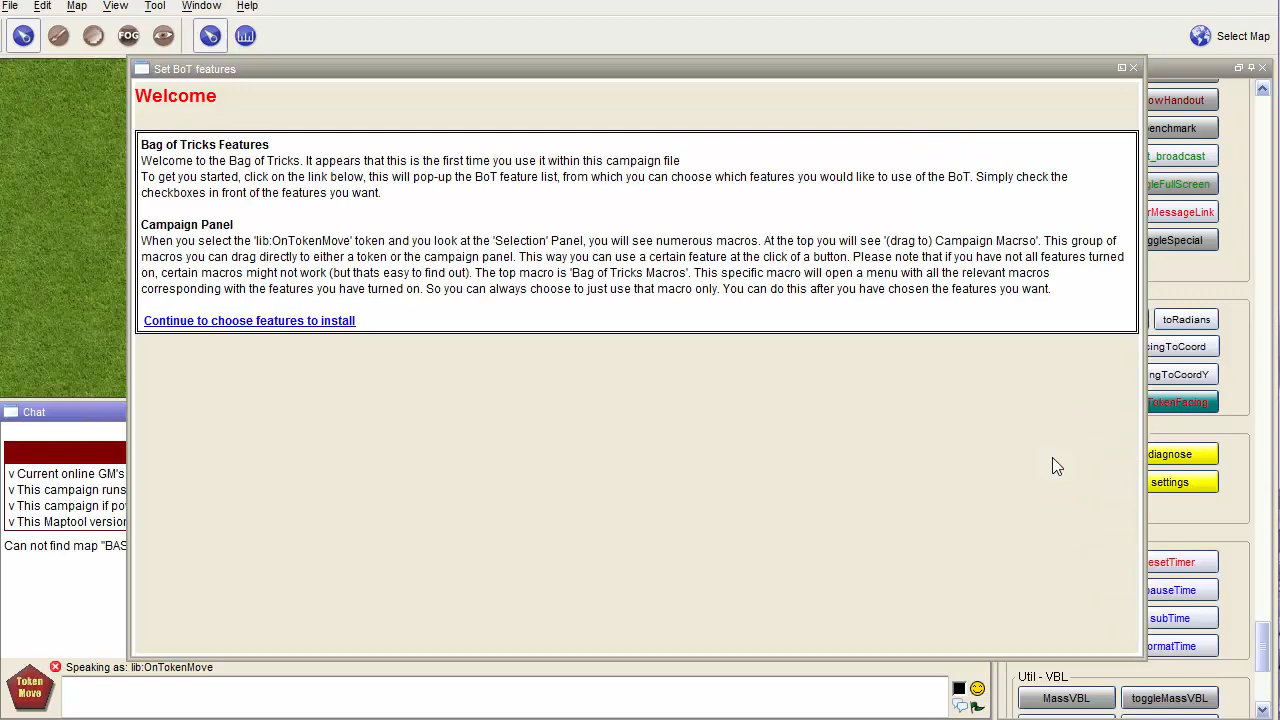 File Edit Map View Tool Window Help
FOG
Select Map
Set BoT features
Welcome
Bag of Tricks Features
Welcome to the Bag of Tricks. It appears that this is the first time you use it within this campaign file
To get you started, click on the link below, this will pop-up the BoT feature list, from which you can choose which features you would like to use of the BoT. Simply check the
checkboxes in front of the features you want.
Campaign Panel
When you select the 'lib:OnTokenMove' token and you look at the 'Selection' Panel, you will see numerous macros. At the top you will see '(drag to) Campaign Macrso'. This group of
macros you can drag directly to either a token or the campaign panel. This way you can use a certain feature at the click of a button. Please note that if you have not all features turned
on, certain macros might not work (but thats easy to find out). The top macro is 'Bag of Tricks Macros'. This specific macro will open a menu with all the relevant macros
corresponding with the features you have turned on. So you can always choose to just use that macro only. You can do this after you have chosen the features you want.
Continue to choose features to install
owHandout
enchmark
t_broadcast
gleFullScreen
rMessageLink
ggleSpecial
toRadians
cingToCoord
ngToCoordY
TokenFacing
diagnose
settings
esetTimer
pauseTime
subTime
ormatTime
Util - VBL
MassVBL toggleMassVBL
Chat
v Current online GM's
v This campaign runs
v This campaign if po
v This Maptool version
Can not find map "BAS
Speaking as: lib:OnTokenMove
Token
Move